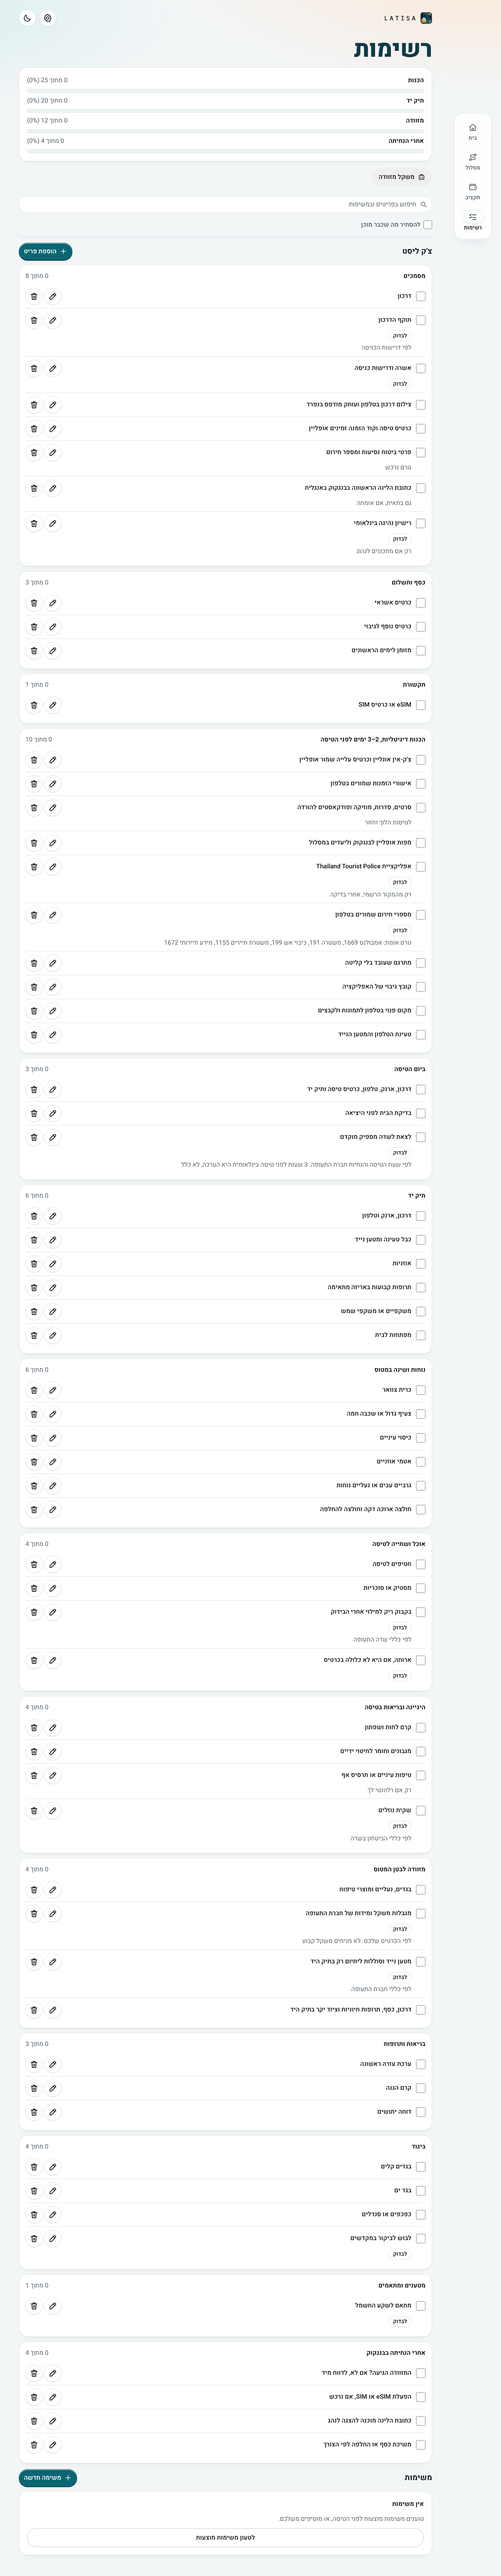 LATISA
רשימות
בית
מסלול
תקציב
רשימות
הכנות
0 מתוך 25 (0%)
תיק יד
0 מתוך 20 (0%)
מזוודה
0 מתוך 12 (0%)
אחרי הנחיתה
0 מתוך 4 (0%)
משקל מזוודה
חיפוש בפריטים ובמשימות
להסתיר מה שכבר מוכן
צ'ק ליסט
הוספת פריט
מסמכים
0 מתוך 8
דרכון
תוקף הדרכון
לבדוק
לפי דרישות הכניסה
אשרה ודרישות כניסה
לבדוק
צילום דרכון בטלפון ועותק מודפס בנפרד
כרטיס טיסה וקוד הזמנה זמינים אופליין
פרטי ביטוח נסיעות ומספר חירום
טרם נרכש
כתובת הלינה הראשונה בבנגקוק באנגלית
גם בתאית, אם אומתה
רישיון נהיגה בינלאומי
לבדוק
רק אם מתכננים לנהוג
כסף ותשלום
0 מתוך 3
כרטיס אשראי
כרטיס נוסף לגיבוי
מזומן לימים הראשונים
תקשורת
0 מתוך 1
eSIM או כרטיס SIM
הכנות דיגיטליות, 2–3 ימים לפני הטיסה
0 מתוך 10
צ'ק-אין אונליין וכרטיס עלייה שמור אופליין
אישורי הזמנות שמורים בטלפון
סרטים, סדרות, מוזיקה ופודקאסטים להורדה
לטיסות הלוך וחזור
מפות אופליין לבנגקוק וליעדים במסלול
אפליקציית Thailand Tourist Police
לבדוק
רק מהמקור הרשמי, אחרי בדיקה
מספרי חירום שמורים בטלפון
לבדוק
טרם אומת: אמבולנס 1669, משטרה 191, כיבוי אש 199, משטרת תיירים 1155, מידע תיירותי 1672
מתרגם שעובד בלי קליטה
קובץ גיבוי של האפליקציה
מקום פנוי בטלפון לתמונות ולקבצים
טעינת הטלפון והמטען הנייד
ביום הטיסה
0 מתוך 3
דרכון, ארנק, טלפון, כרטיס טיסה ותיק יד
בדיקת הבית לפני היציאה
לצאת לשדה מספיק מוקדם
לבדוק
לפי שעת הטיסה והנחיות חברת התעופה. 3 שעות לפני טיסה בינלאומית היא הערכה, לא כלל
תיק יד
0 מתוך 6
דרכון, ארנק וטלפון
כבל טעינה ומטען נייד
אוזניות
תרופות קבועות באריזה מתאימה
משקפיים או משקפי שמש
מפתחות לבית
נוחות ושינה במטוס
0 מתוך 6
כרית צוואר
צעיף גדול או שכבה חמה
כיסוי עיניים
אטמי אוזניים
גרביים עבים או נעליים נוחות
חולצה ארוכה דקה וחולצה להחלפה
אוכל ושתייה לטיסה
0 מתוך 4
חטיפים לטיסה
מסטיק או סוכריות
בקבוק ריק למילוי אחרי הבידוק
לבדוק
לפי כללי שדה התעופה
ארוחה, אם היא לא כלולה בכרטיס
לבדוק
היגיינה ובריאות בטיסה
0 מתוך 4
קרם לחות ושפתון
מגבונים וחומר לחיטוי ידיים
טיפות עיניים או תרסיס אף
רק אם רלוונטי לך
שקית נוזלים
לבדוק
לפי כללי הביטחון בשדה
מזוודה לבטן המטוס
0 מתוך 4
בגדים, נעליים ומוצרי טיפוח
מגבלות משקל ומידות של חברת התעופה
לבדוק
לפי הכרטיס שלכם. לא מניחים משקל קבוע
מטען נייד וסוללות ליתיום רק בתיק היד
לבדוק
לפי כללי חברת התעופה
דרכון, כסף, תרופות חיוניות וציוד יקר בתיק היד
בריאות ותרופות
0 מתוך 3
ערכת עזרה ראשונה
קרם הגנה
דוחה יתושים
ביגוד
0 מתוך 4
בגדים קלים
בגד ים
כפכפים או סנדלים
לבוש לביקור במקדשים
לבדוק
מטענים ומתאמים
0 מתוך 1
מתאם לשקע החשמל
לבדוק
אחרי הנחיתה בבנגקוק
0 מתוך 4
המזוודה הגיעה? אם לא, לדווח מיד
הפעלת eSIM או SIM, אם נרכש
כתובת הלינה מוכנה להצגה לנהג
משיכת כסף או החלפה לפי הצורך
משימות
משימה חדשה
אין משימות
טוענים משימות מוצעות לפני הטיסה, או מוסיפים משלכם.
לטעון משימות מוצעות